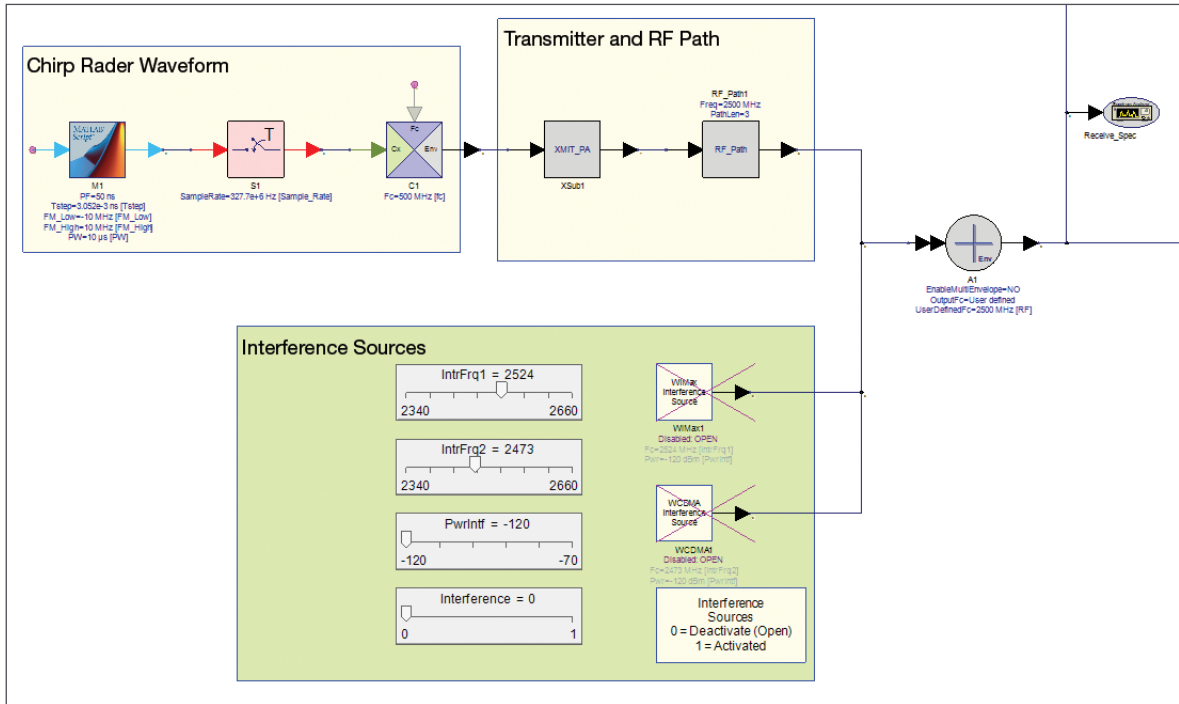 Chirp Rader Waveform
MATLAB
Script
M1
PF=50 ns
Tstep=3.052e-3 ns [Tstep]
FM_Low=-10 MHz [FM_Low]
FM_High=10 MHz [FM_High]
PW=10 µs [PW]
T
S1
SampleRate=327.7e+6 Hz [Sample_Rate]
Fc
Cx
Env
C1
Fc=500 MHz [fc]
Transmitter and RF Path
XMIT_PA
XSub1
RF_Path1
Freq=2500 MHz
PathLen=3
RF_Path
Receive_Spec
Env
A1
EnableMultiEnvelope=NO
OutputFc=User defined
UserDefinedFc=2500 MHz [RF]
Interference Sources
IntrFrq1 = 2524
2340
2660
IntrFrq2 = 2473
2340
2660
PwrIntf = -120
-120
-70
Interference = 0
0
1
WiMax
Interference
Source
WiMax1
Disabled: OPEN
Fc=2524 MHz [IntrFrq1]
Pwr=-120 dBm [PwrIntf]
WCDMA
Interference
Source
WCDMA1
Disabled: OPEN
Fc=2473 MHz [IntrFrq2]
Pwr=-120 dBm [PwrIntf]
Interference
Sources
0 = Deactivate (Open)
1 = Activated